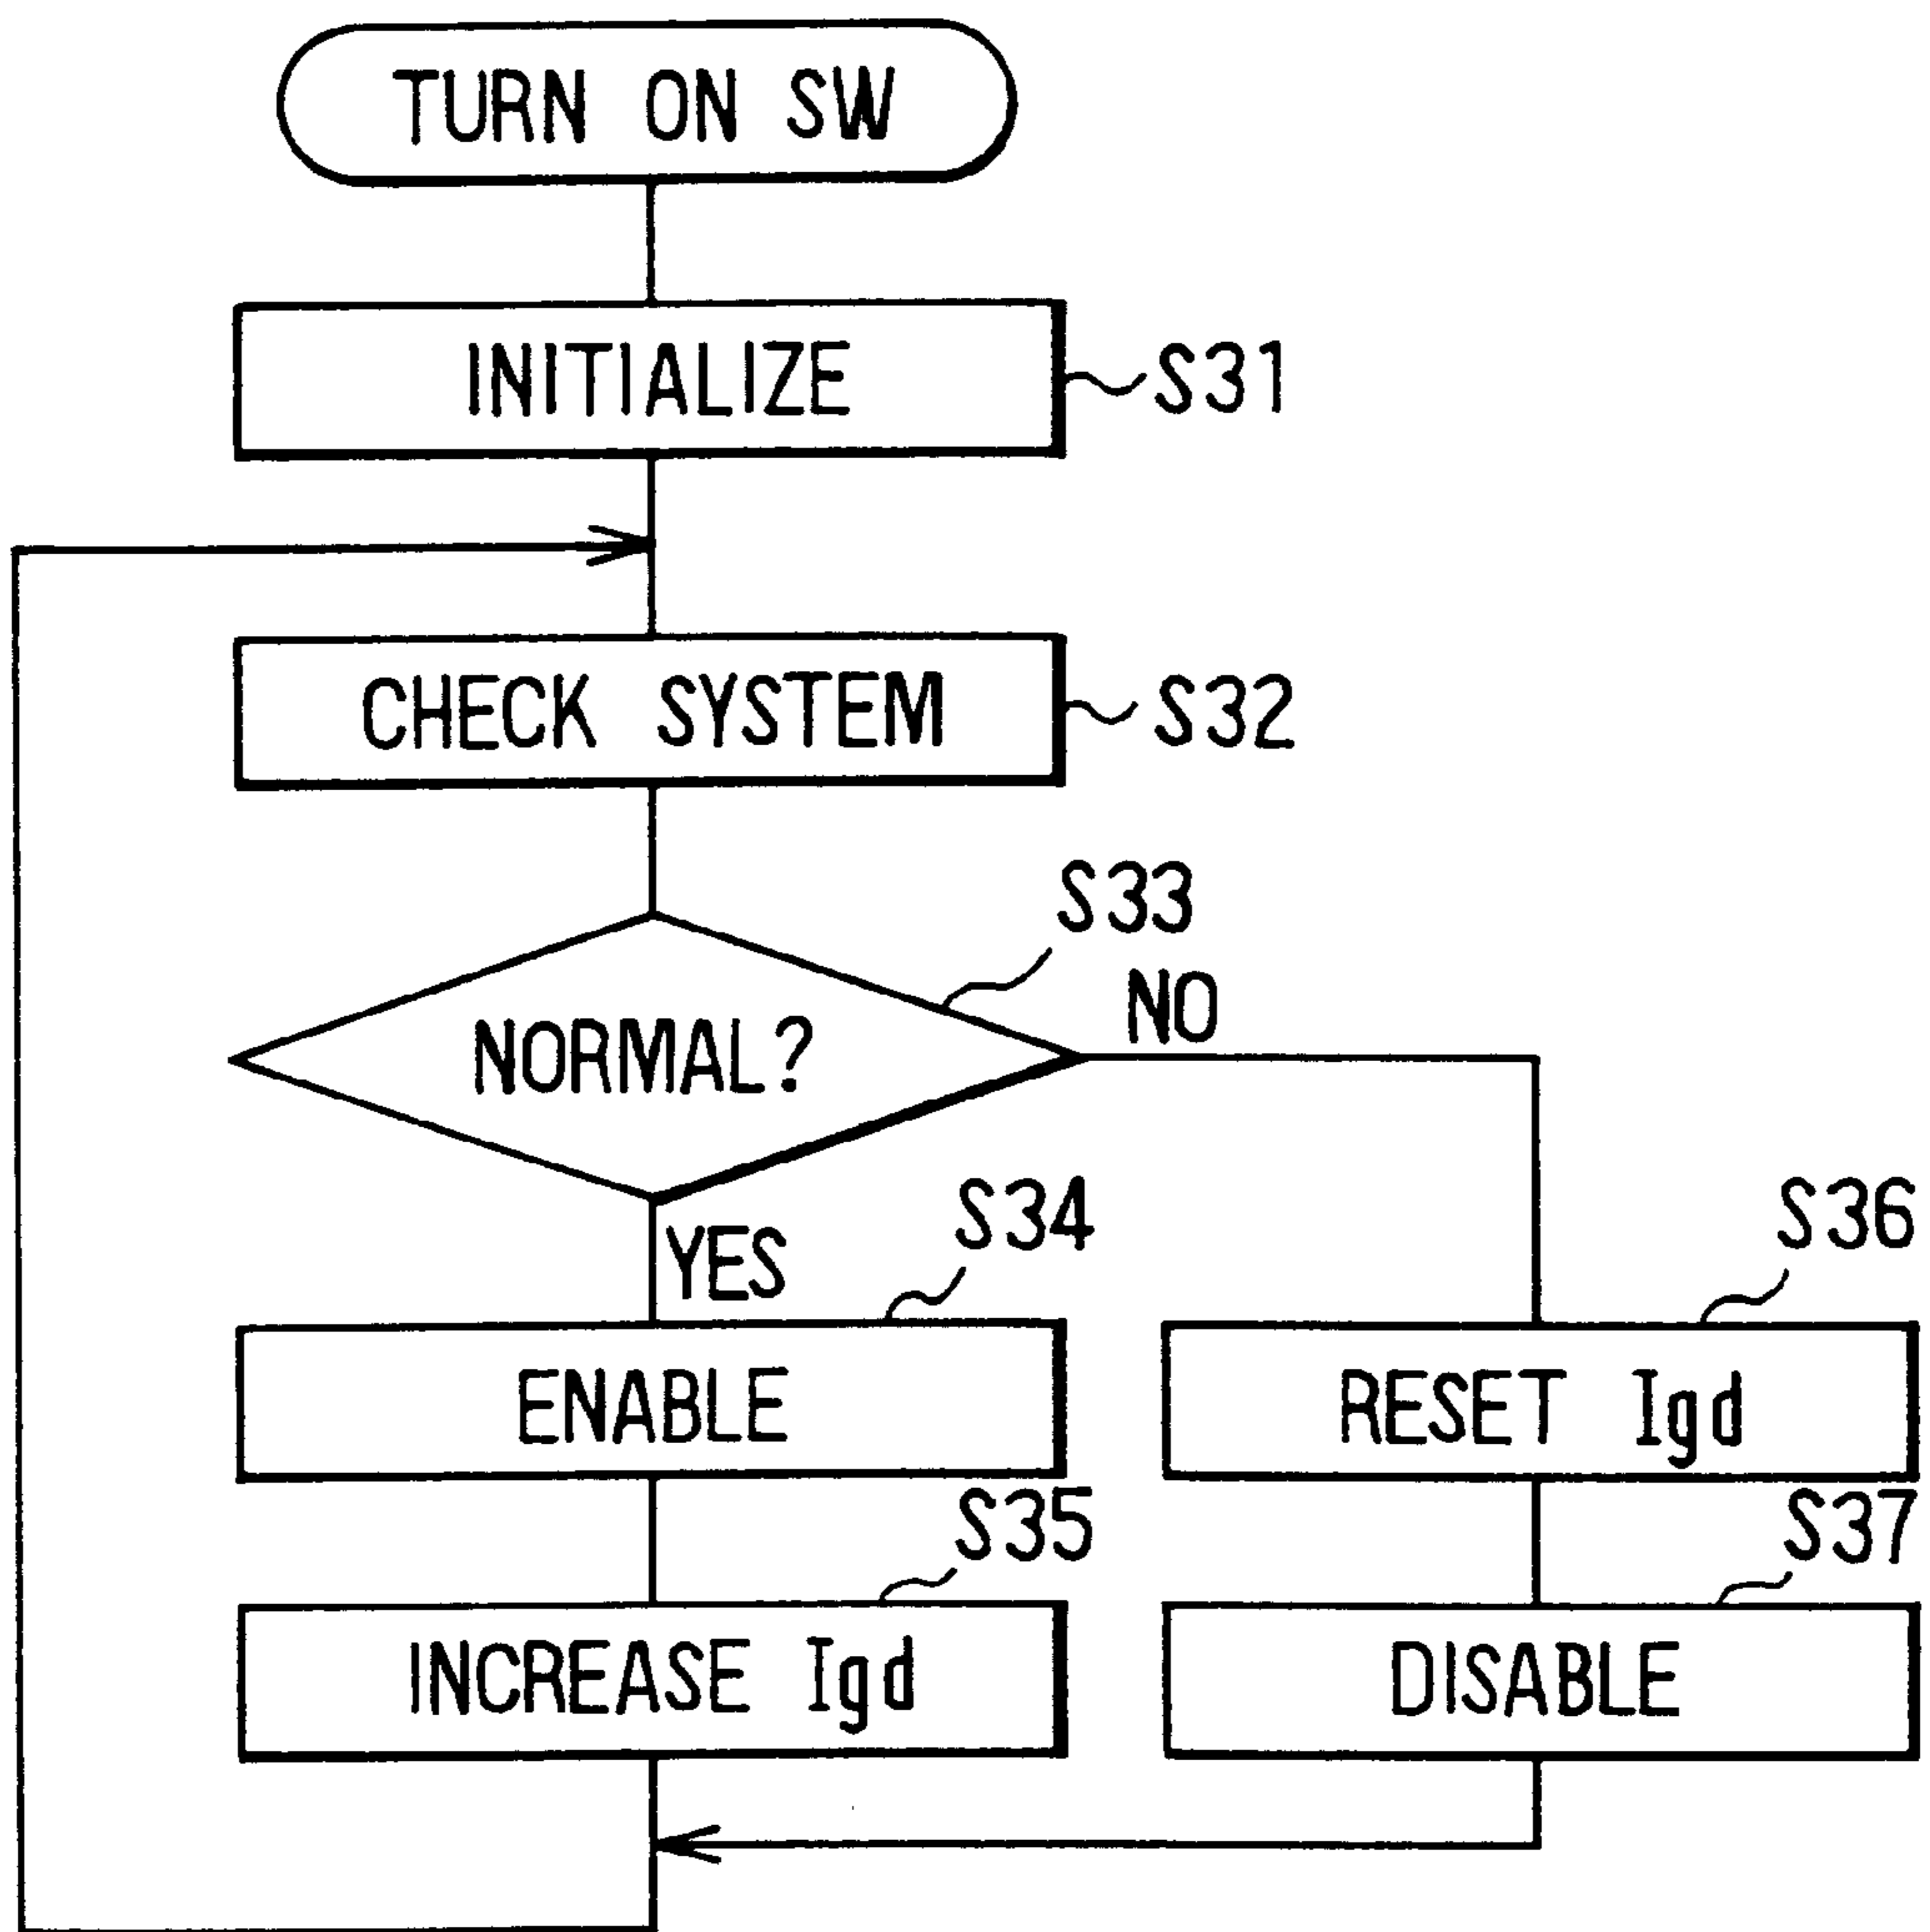 TURN ON SW
INITIALIZE
S31
CHECK SYSTEM
S32
S33
NORMAL?
NO
YES
S34
S36
ENABLE
RESET Igd
S35
S37
INCREASE Igd
DISABLE